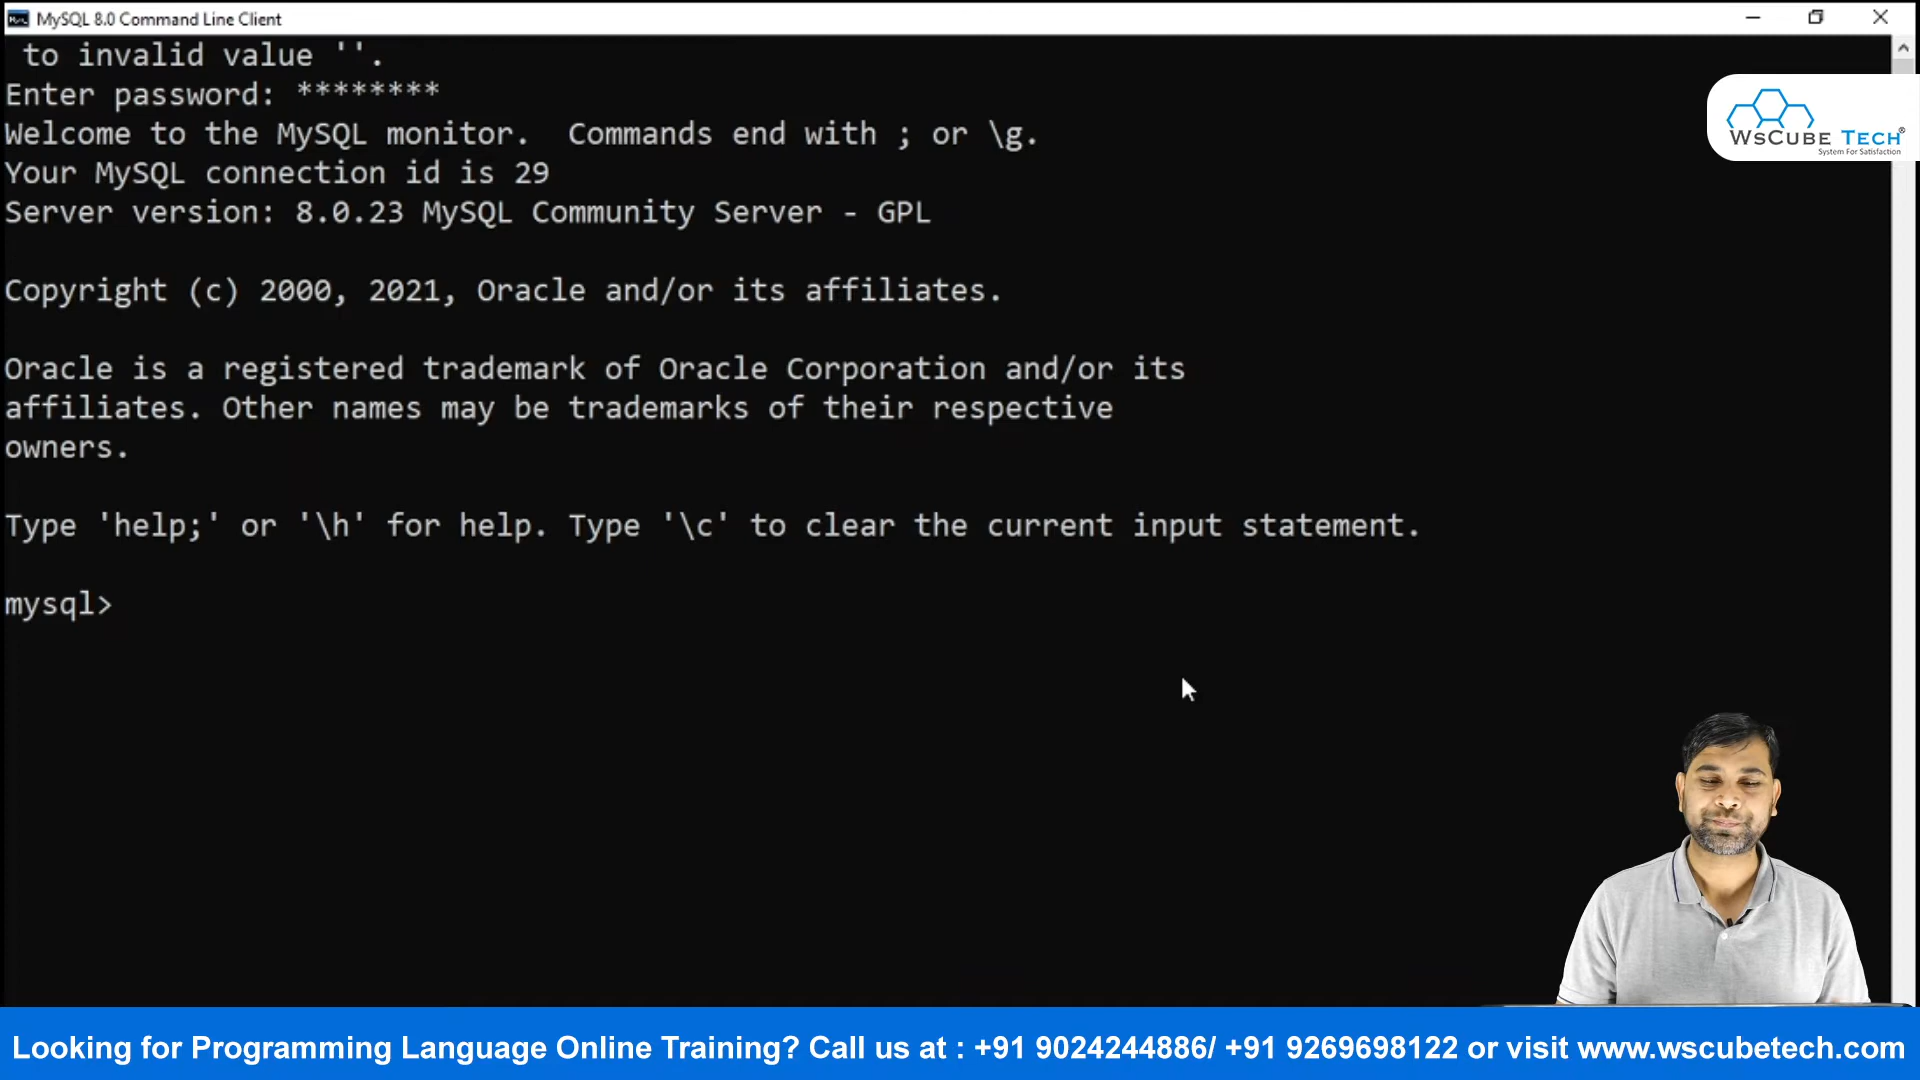 MySQL 8.0 Command Line Client
to invalid value ''.
Enter password: ********
Welcome to the MySQL monitor.  Commands end with ; or \g.
Your MySQL connection id is 29
Server version: 8.0.23 MySQL Community Server - GPL
Copyright (c) 2000, 2021, Oracle and/or its affiliates.
Oracle is a registered trademark of Oracle Corporation and/or its
affiliates. Other names may be trademarks of their respective
owners.
Type 'help;' or '\h' for help. Type '\c' to clear the current input statement.
mysql>
WsCube Tech®
System For Satisfaction
Looking for Programming Language Online Training? Call us at : +91 9024244886/ +91 9269698122 or visit www.wscubetech.com